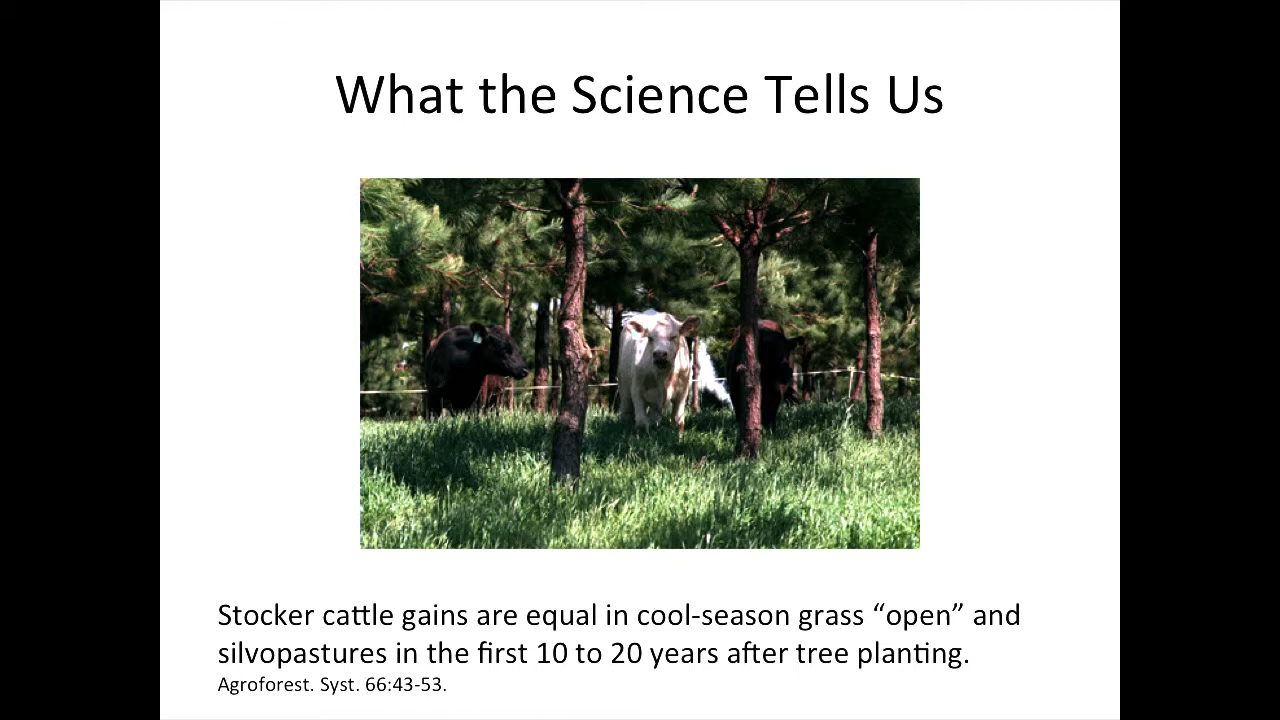 What the Science Tells Us
Stocker cattle gains are equal in cool-season grass “open” and
silvopastures in the first 10 to 20 years after tree planting.
Agroforest. Syst. 66:43-53.